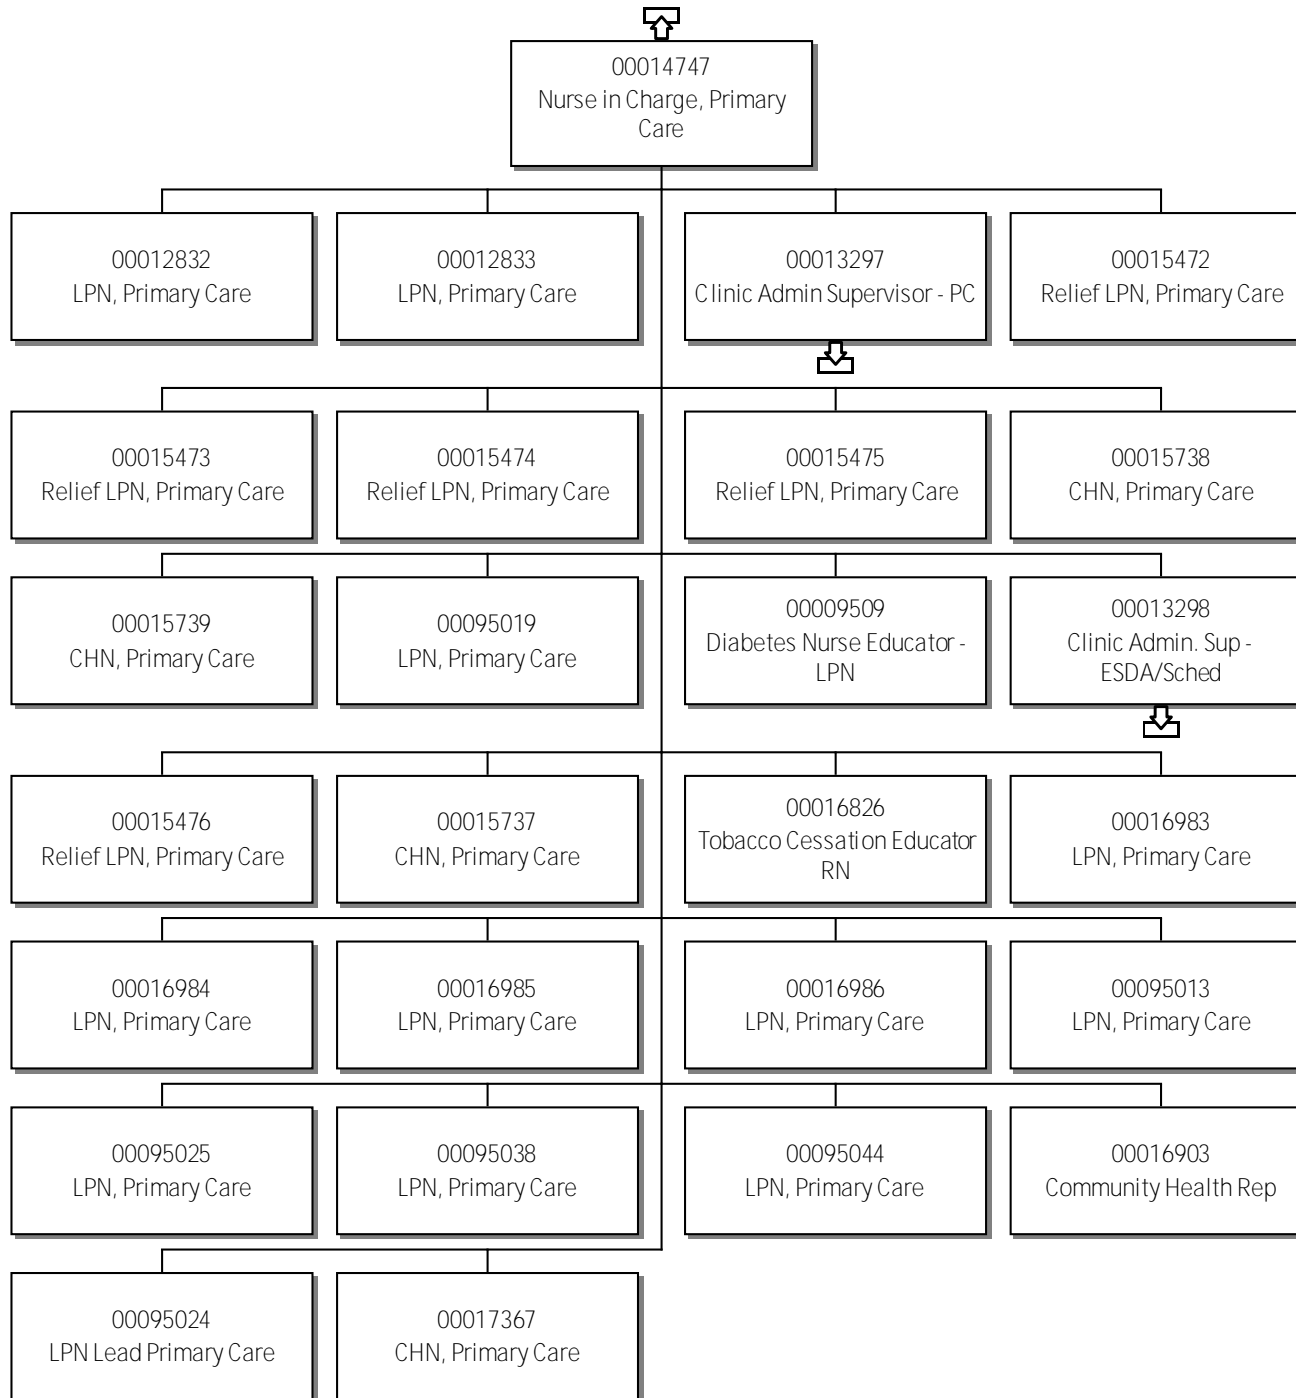 00014747
Nurse in Charge, Primary
Care
00012832
LPN, Primary Care
00012833
LPN, Primary Care
00013297
Clinic Admin Supervisor - PC
00015472
Relief LPN, Primary Care
00015473
Relief LPN, Primary Care
00015474
Relief LPN, Primary Care
00015475
Relief LPN, Primary Care
00015738
CHN, Primary Care
00015739
CHN, Primary Care
00095019
LPN, Primary Care
00009509
Diabetes Nurse Educator -
LPN
00013298
Clinic Admin. Sup -
ESDA/Sched
00015476
Relief LPN, Primary Care
00015737
CHN, Primary Care
00016826
Tobacco Cessation Educator
RN
00016983
LPN, Primary Care
00016984
LPN, Primary Care
00016985
LPN, Primary Care
00016986
LPN, Primary Care
00095013
LPN, Primary Care
00095025
LPN, Primary Care
00095038
LPN, Primary Care
00095044
LPN, Primary Care
00016903
Community Health Rep
00095024
LPN Lead Primary Care
00017367
CHN, Primary Care